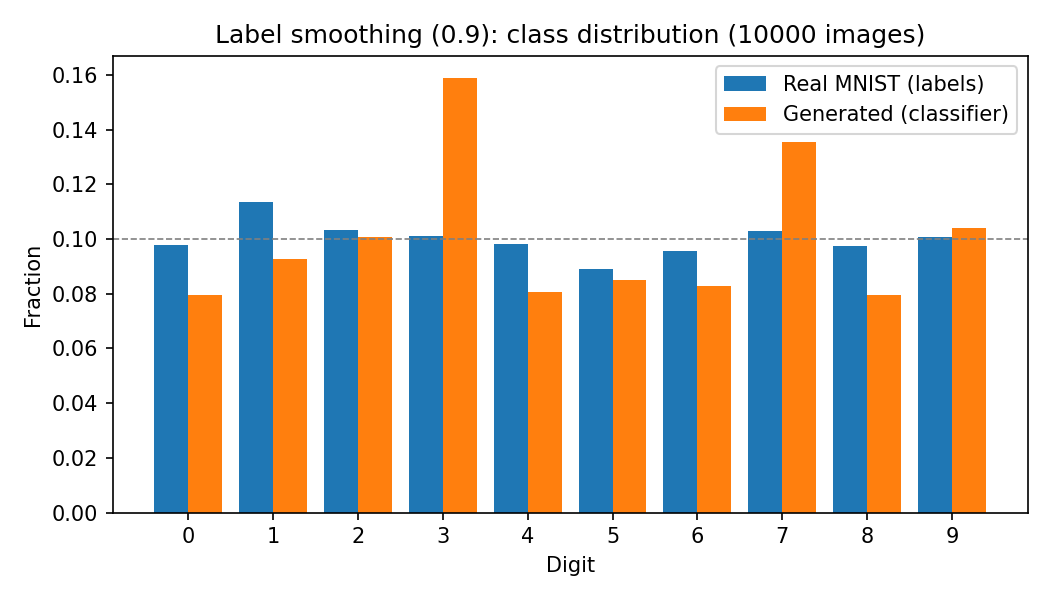 Label smoothing (0.9): class distribution (10000 images)
Real MNIST (labels)
Generated (classifier)
Fraction
0.16
0.14
0.12
0.10
0.08
0.06
0.04
0.02
0.00
0 1 2 3 4 5 6 7 8 9
Digit